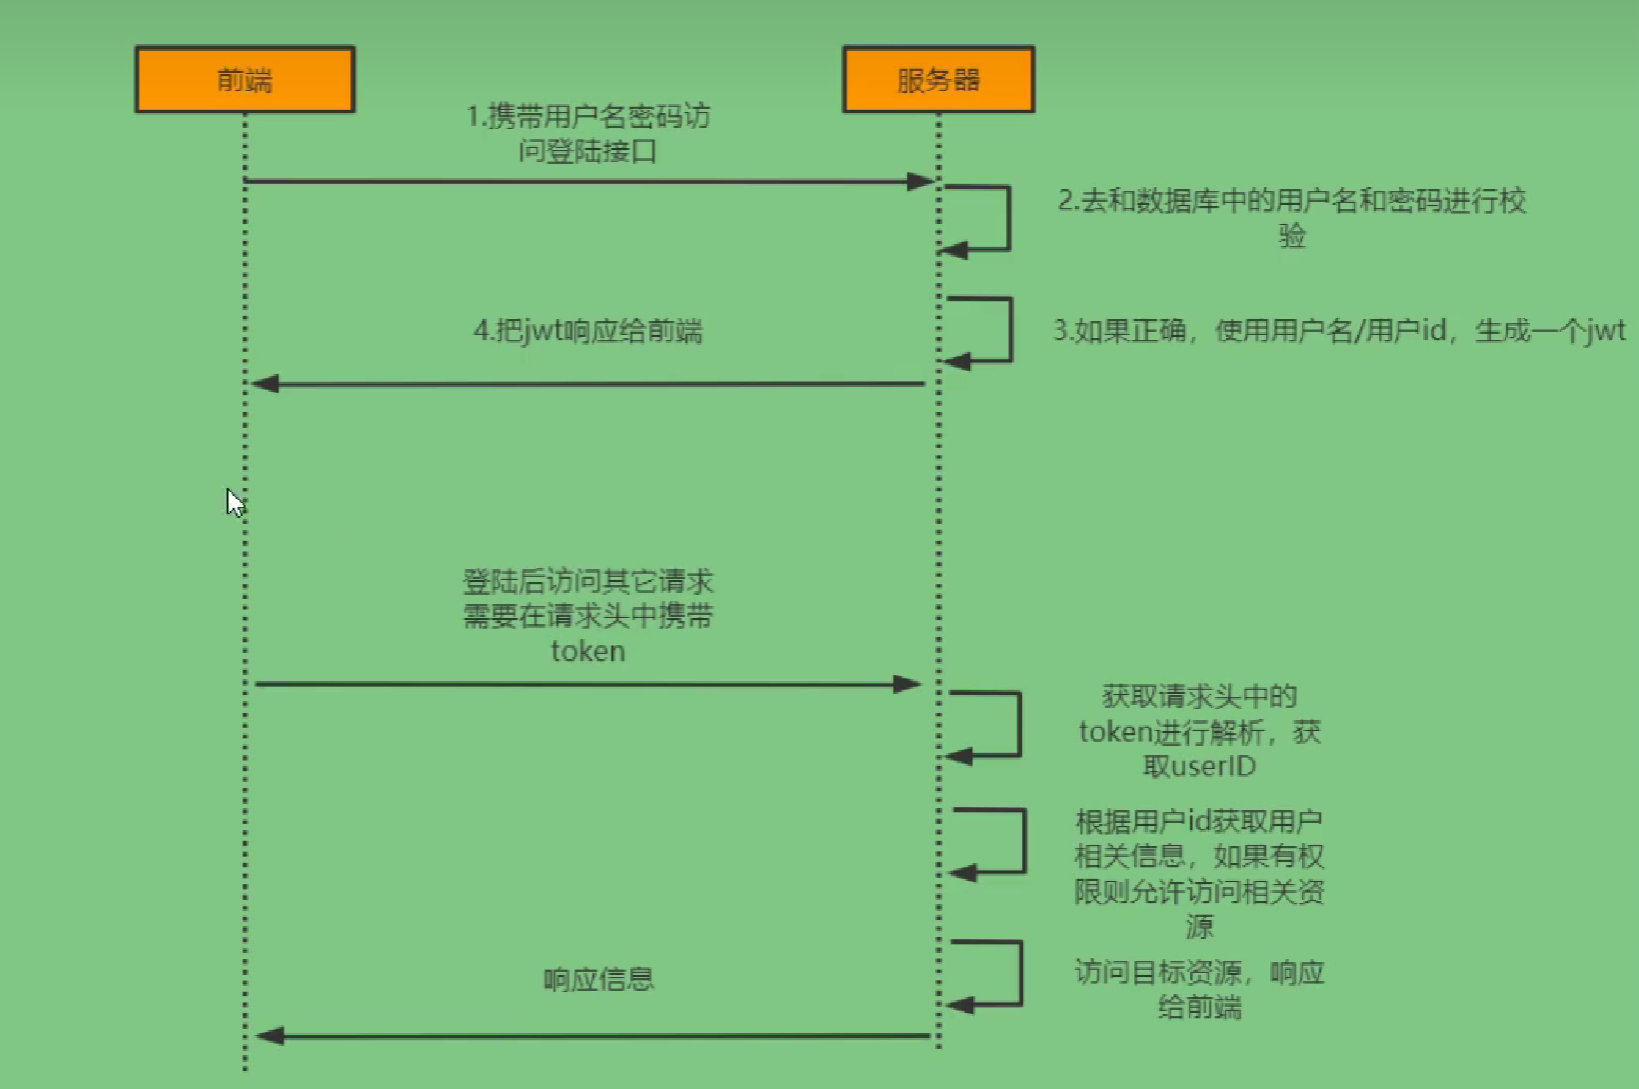 前端
服务器
1.携带用户名密码访
问登陆接口
2.去和数据库中的用户名和密码进行校
验
4.把jwt响应给前端
3.如果正确，使用用户名/用户id，生成一个jwt
登陆后访问其它请求
需要在请求头中携带
token
获取请求头中的
token进行解析，获
取userID
根据用户id获取用户
相关信息，如果有权
限则允许访问相关资
源
响应信息
访问目标资源，响应
给前端